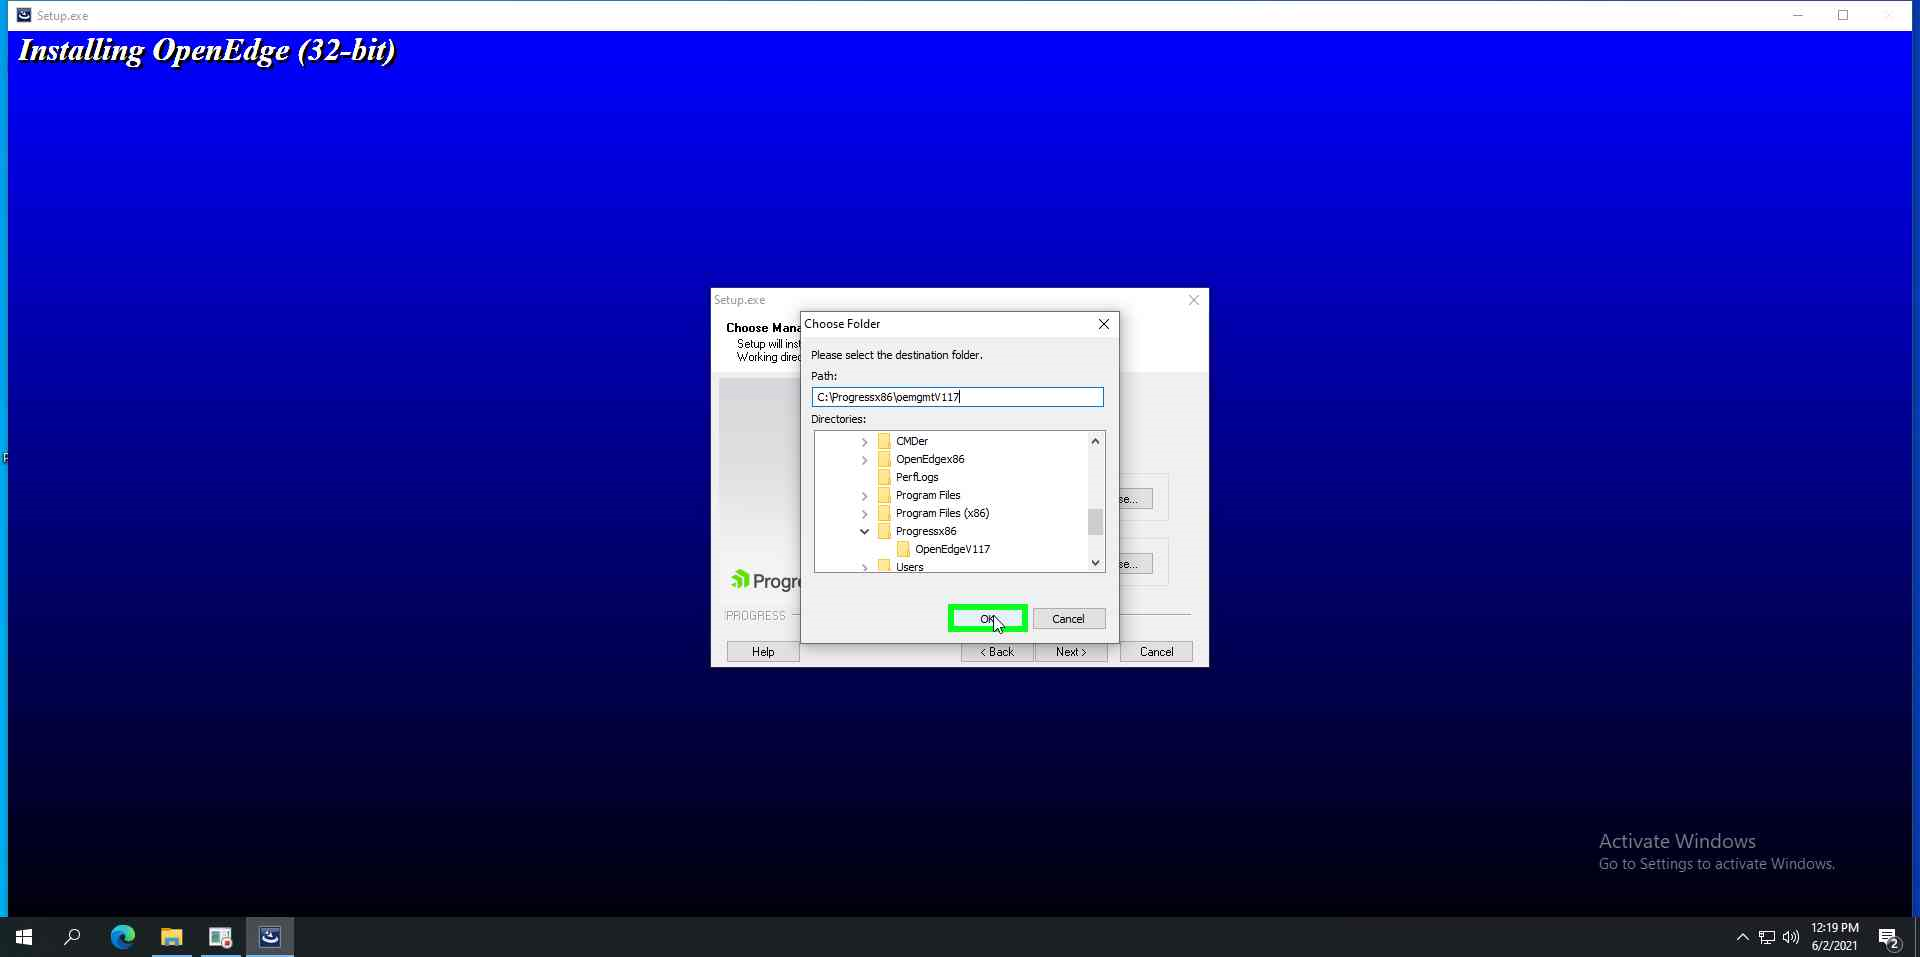 Setup.exe
Installing OpenEdge (32-bit)
Setup.exe
Choose Mana
Setup will inst
Working direc
Choose Folder
Please select the destination folder.
Path:
C:\Progressx86\oemgmtV117
Directories:
CMDer
OpenEdgex86
PerfLogs
Program Files
Program Files (x86)
Progressx86
OpenEdgeV117
Users
se...
se...
Progre
PROGRESS
OK
Cancel
Help
< Back
Next >
Cancel
Activate Windows
Go to Settings to activate Windows.
12:19 PM
6/2/2021
2